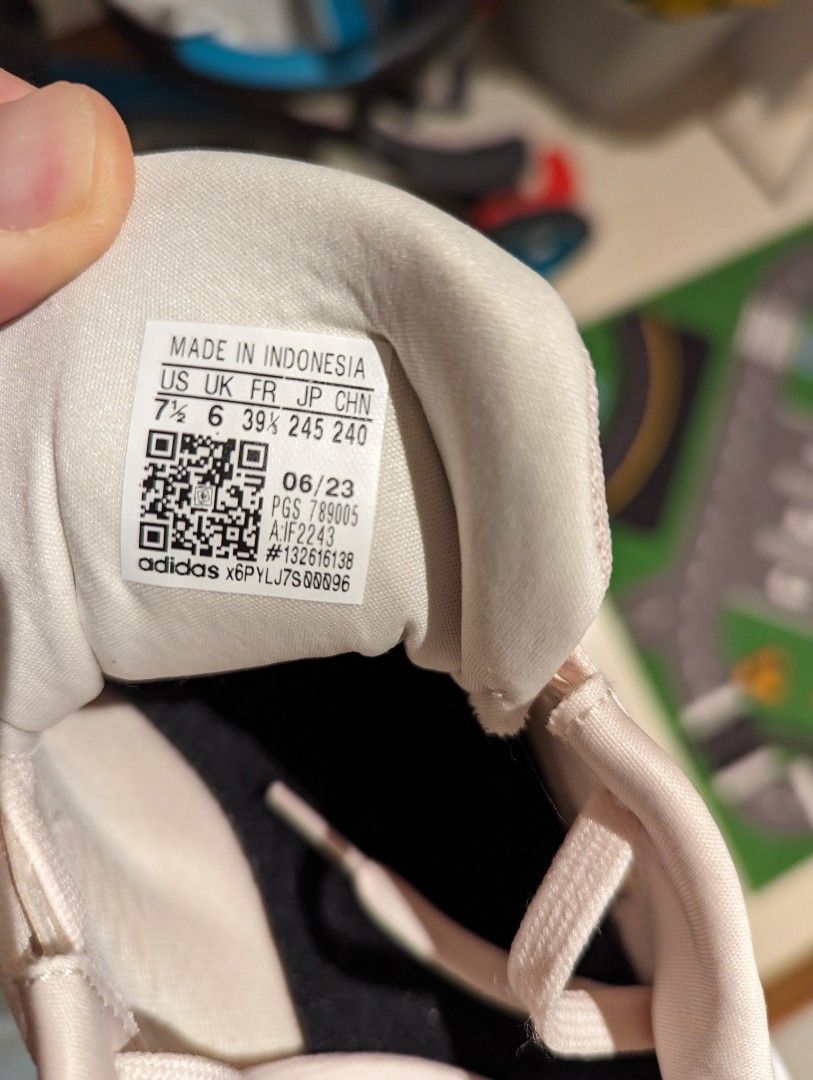 MADE IN INDONESIA
US UK FR JP CHN
7½ 6 39⅓ 245 240
06/23
PGS 789005
A:IF2243
#132616138
adidas x6PYLJ7S00096